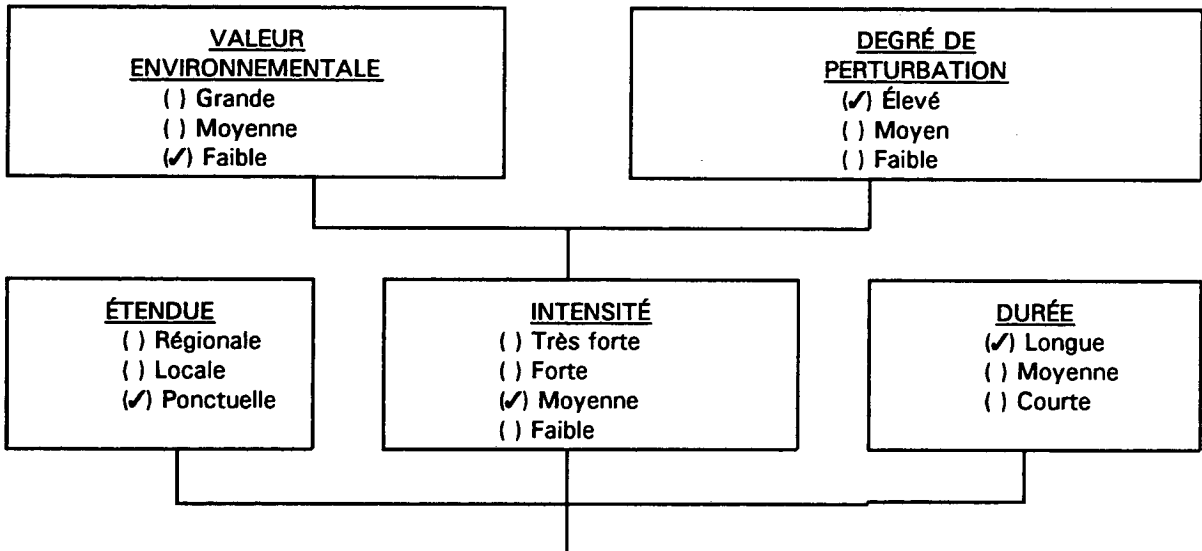 VALEUR
ENVIRONNEMENTALE
( ) Grande
( ) Moyenne
(✓) Faible
DEGRÉ DE
PERTURBATION
(✓) Élevé
( ) Moyen
( ) Faible
ÉTENDUE
( ) Régionale
( ) Locale
(✓) Ponctuelle
INTENSITÉ
( ) Très forte
( ) Forte
(✓) Moyenne
( ) Faible
DURÉE
(✓) Longue
( ) Moyenne
( ) Courte